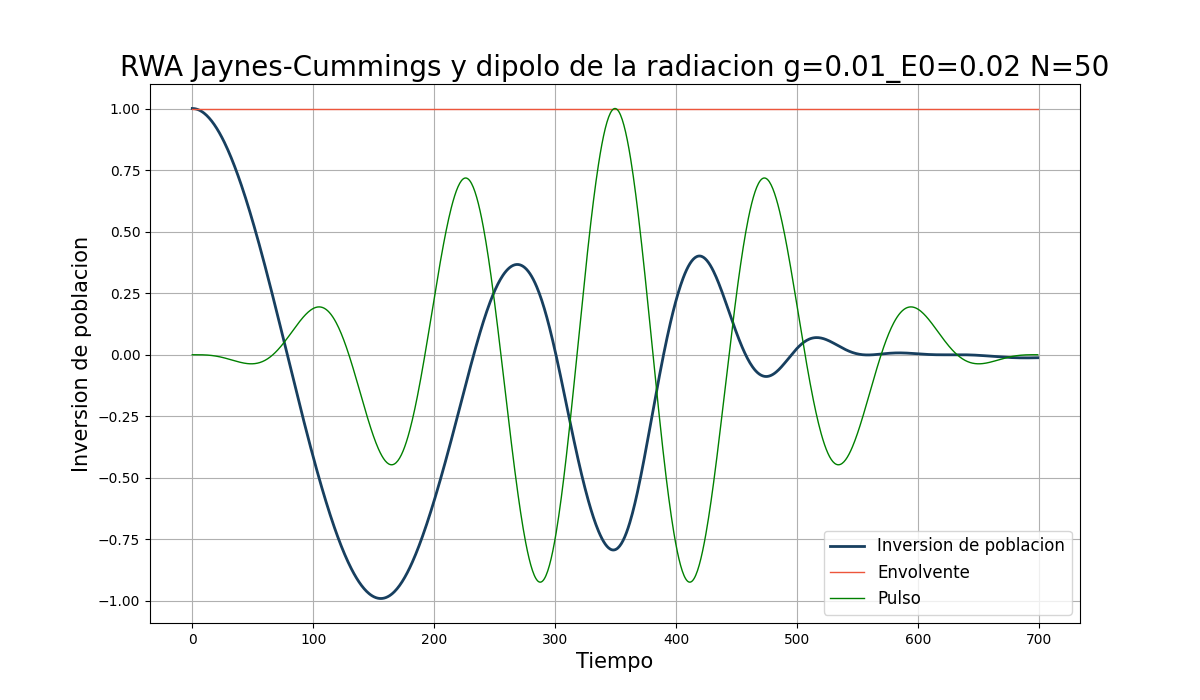 RWA Jaynes-Cummings y dipolo de la radiacion g=0.01_E0=0.02 N=50
Inversion de poblacion
1.00
0.75
0.50
0.25
0.00
−0.25
−0.50
−0.75
−1.00
Inversion de poblacion
Envolvente
Pulso
0 100 200 300 400 500 600 700
Tiempo